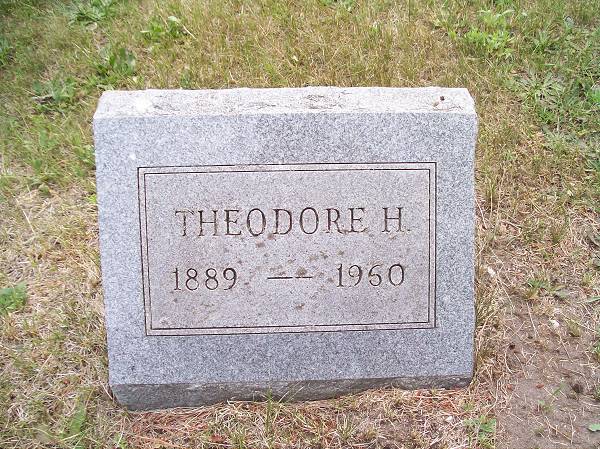 THEODORE H.
1889 -- 1960